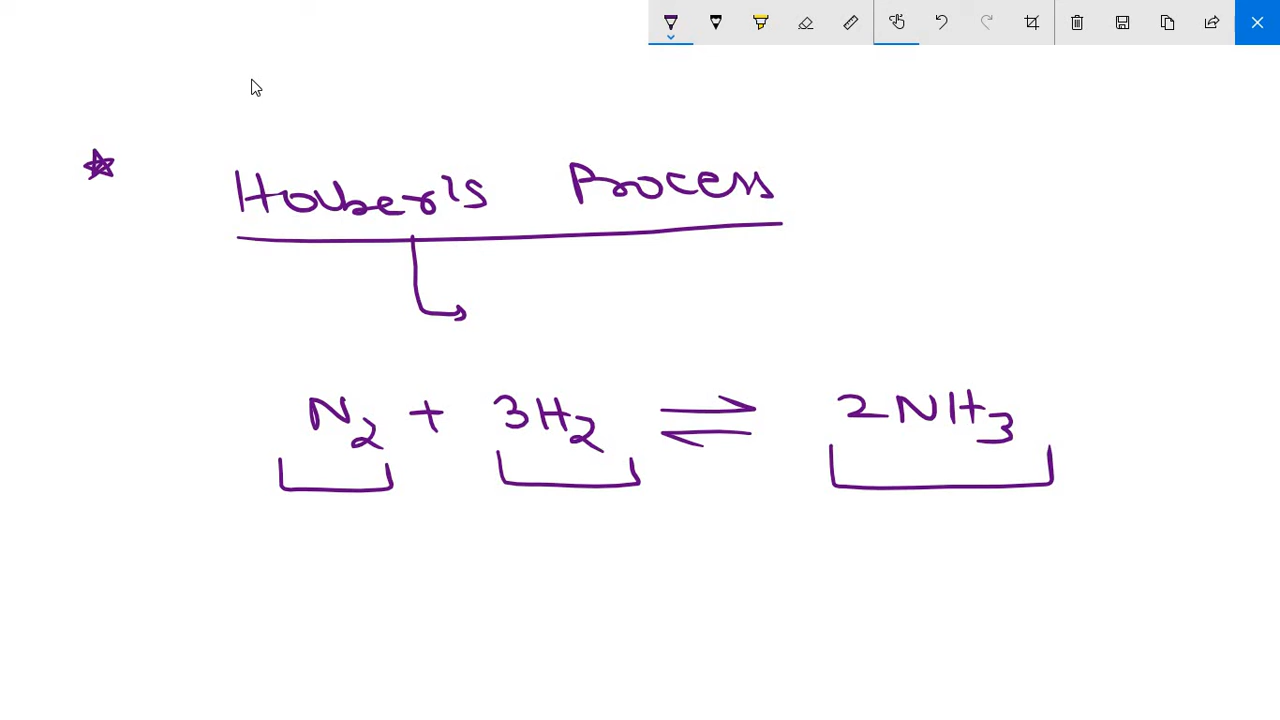 Haber's Process
N₂ + 3H₂ ⇌ 2NH₃